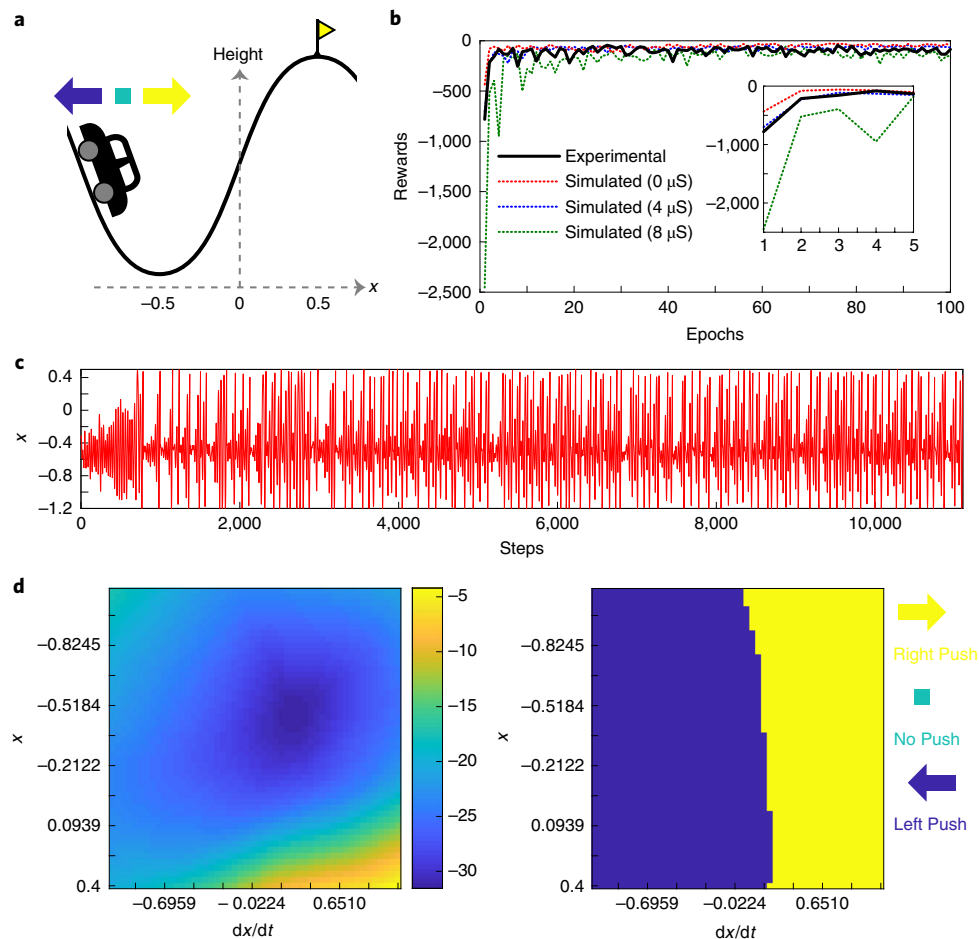 a
Height
x
−0.5
0
0.5
b
0
−500
−1,000
−1,500
−2,000
−2,500
Rewards
0
20
40
60
80
100
Epochs
Experimental
Simulated (0 μS)
Simulated (4 μS)
Simulated (8 μS)
0
−1,000
−2,000
1
2
3
4
5
c
0.4
0
−0.4
−0.8
−1.2
x
0
2,000
4,000
6,000
8,000
10,000
Steps
d
x
−0.8245
−0.5184
−0.2122
0.0939
0.4
−0.6959
− 0.0224
0.6510
dx/dt
−5
−10
−15
−20
−25
−30
x
−0.8245
−0.5184
−0.2122
0.0939
0.4
−0.6959
−0.0224
0.6510
dx/dt
Right Push
No Push
Left Push